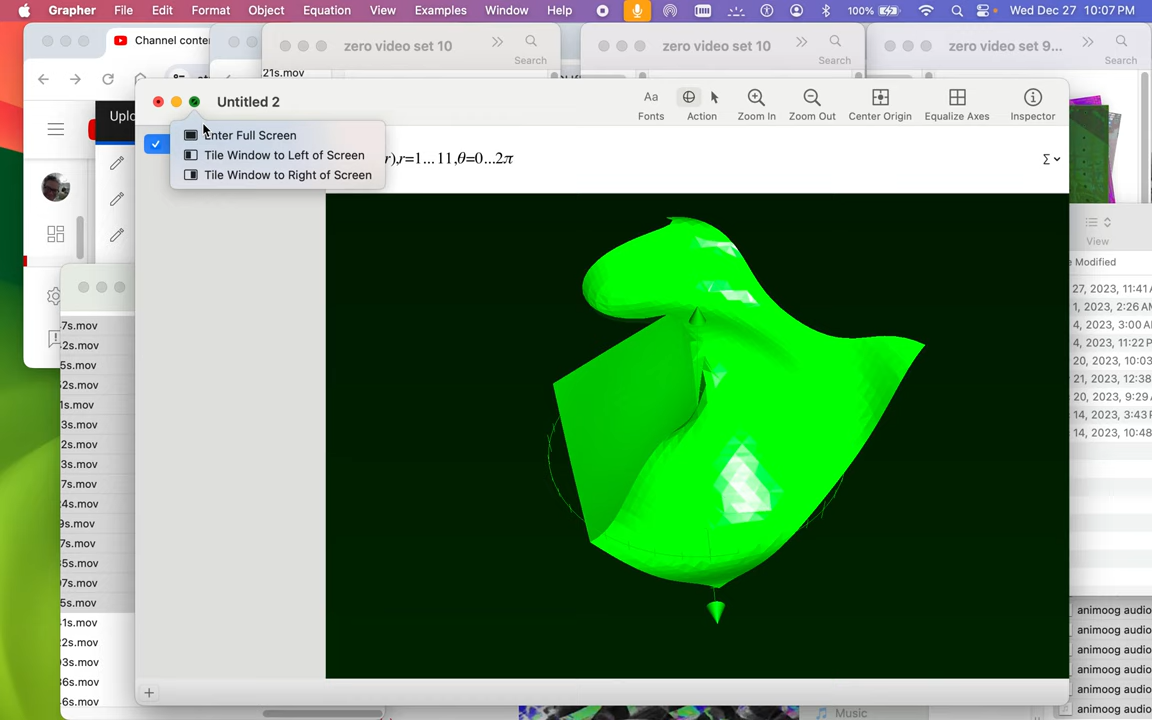 Grapher File Edit Format Object Equation View Examples Window Help 100% Wed Dec 27 10:07 PM
Channel conter
zero video set 10
Search
zero video set 10
Search
zero video set 9...
Search
21s.mov
Uplo
Untitled 2
Aa
Fonts
Action
Zoom In
Zoom Out
Center Origin
Equalize Axes
Inspector
Enter Full Screen
Tile Window to Left of Screen
Tile Window to Right of Screen
r),r=1...11,θ=0...2π
Σ
View
Modified
27, 2023, 11:41
1, 2023, 2:26 AM
4, 2023, 3:00 A
4, 2023, 11:22 P
20, 2023, 10:03
21, 2023, 12:38
20, 2023, 9:29
14, 2023, 3:43 P
14, 2023, 10:48
7s.mov
2s.mov
5s.mov
2s.mov
1s.mov
3s.mov
2s.mov
3s.mov
7s.mov
4s.mov
9s.mov
7s.mov
5s.mov
7s.mov
5s.mov
1s.mov
2s.mov
3s.mov
6s.mov
6s.mov
animoog audio
animoog audio
animoog audio
animoog audio
animoog audio
animoog audio
Music